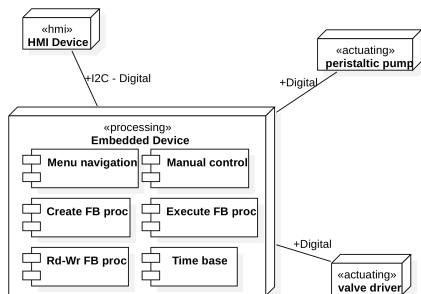 «hmi»
HMI Device
«actuating»
peristaltic pump
+I2C - Digital
+Digital
«processing»
Embedded Device
Menu navigation
Manual control
Create FB proc
Execute FB proc
Rd-Wr FB proc
Time base
+Digital
«actuating»
valve driver